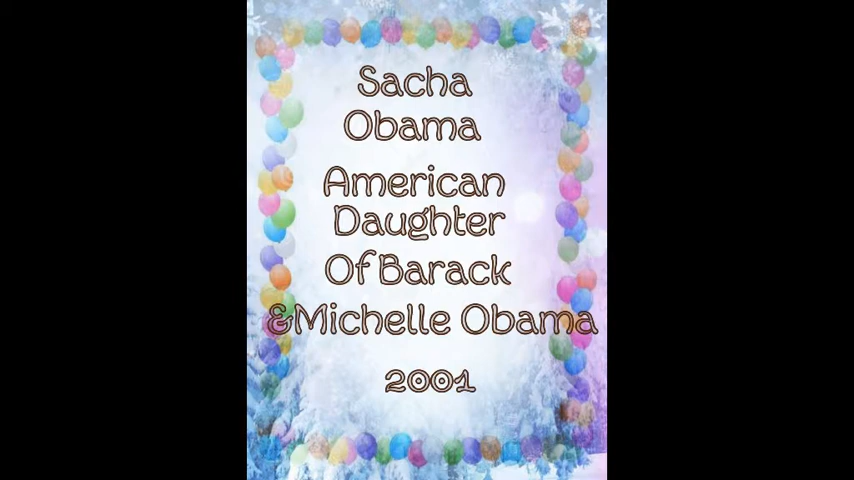 Sacha
Obama
American
Daughter
Of Barack
&Michelle Obama
2001